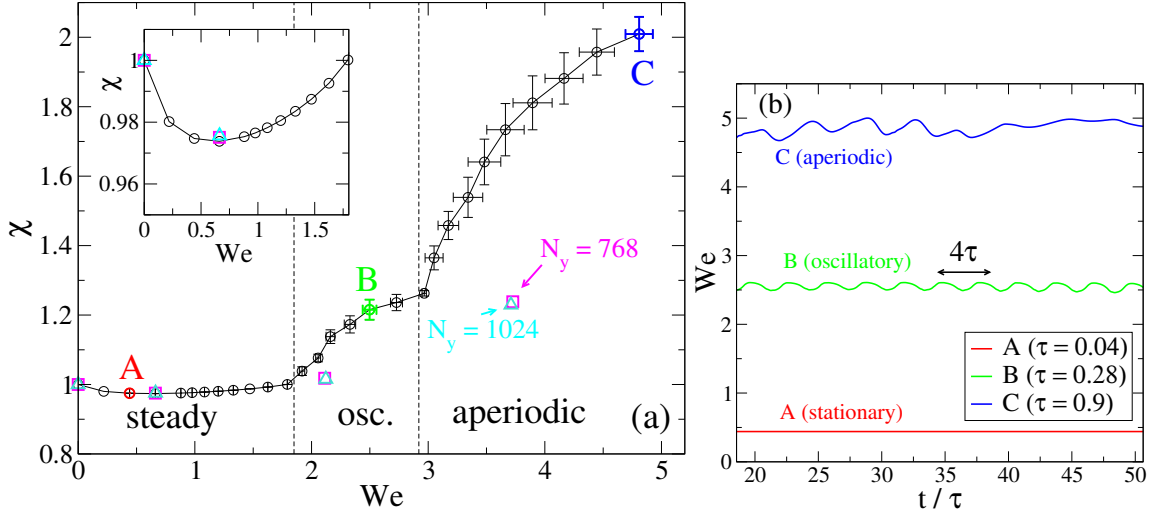 2
1.8
1.6
χ
1.4
1.2
1
0.8
0
1
2
3
4
5
We
A
B
C
steady
osc.
aperiodic
(a)
N_y = 768
N_y = 1024
1
χ
0.98
0.96
0
0.5
1
1.5
We
(b)
5
4
We
3
2
1
0
20
25
30
35
40
45
50
t / τ
C (aperiodic)
B (oscillatory)
4τ
A (stationary)
A (τ = 0.04)
B (τ = 0.28)
C (τ = 0.9)